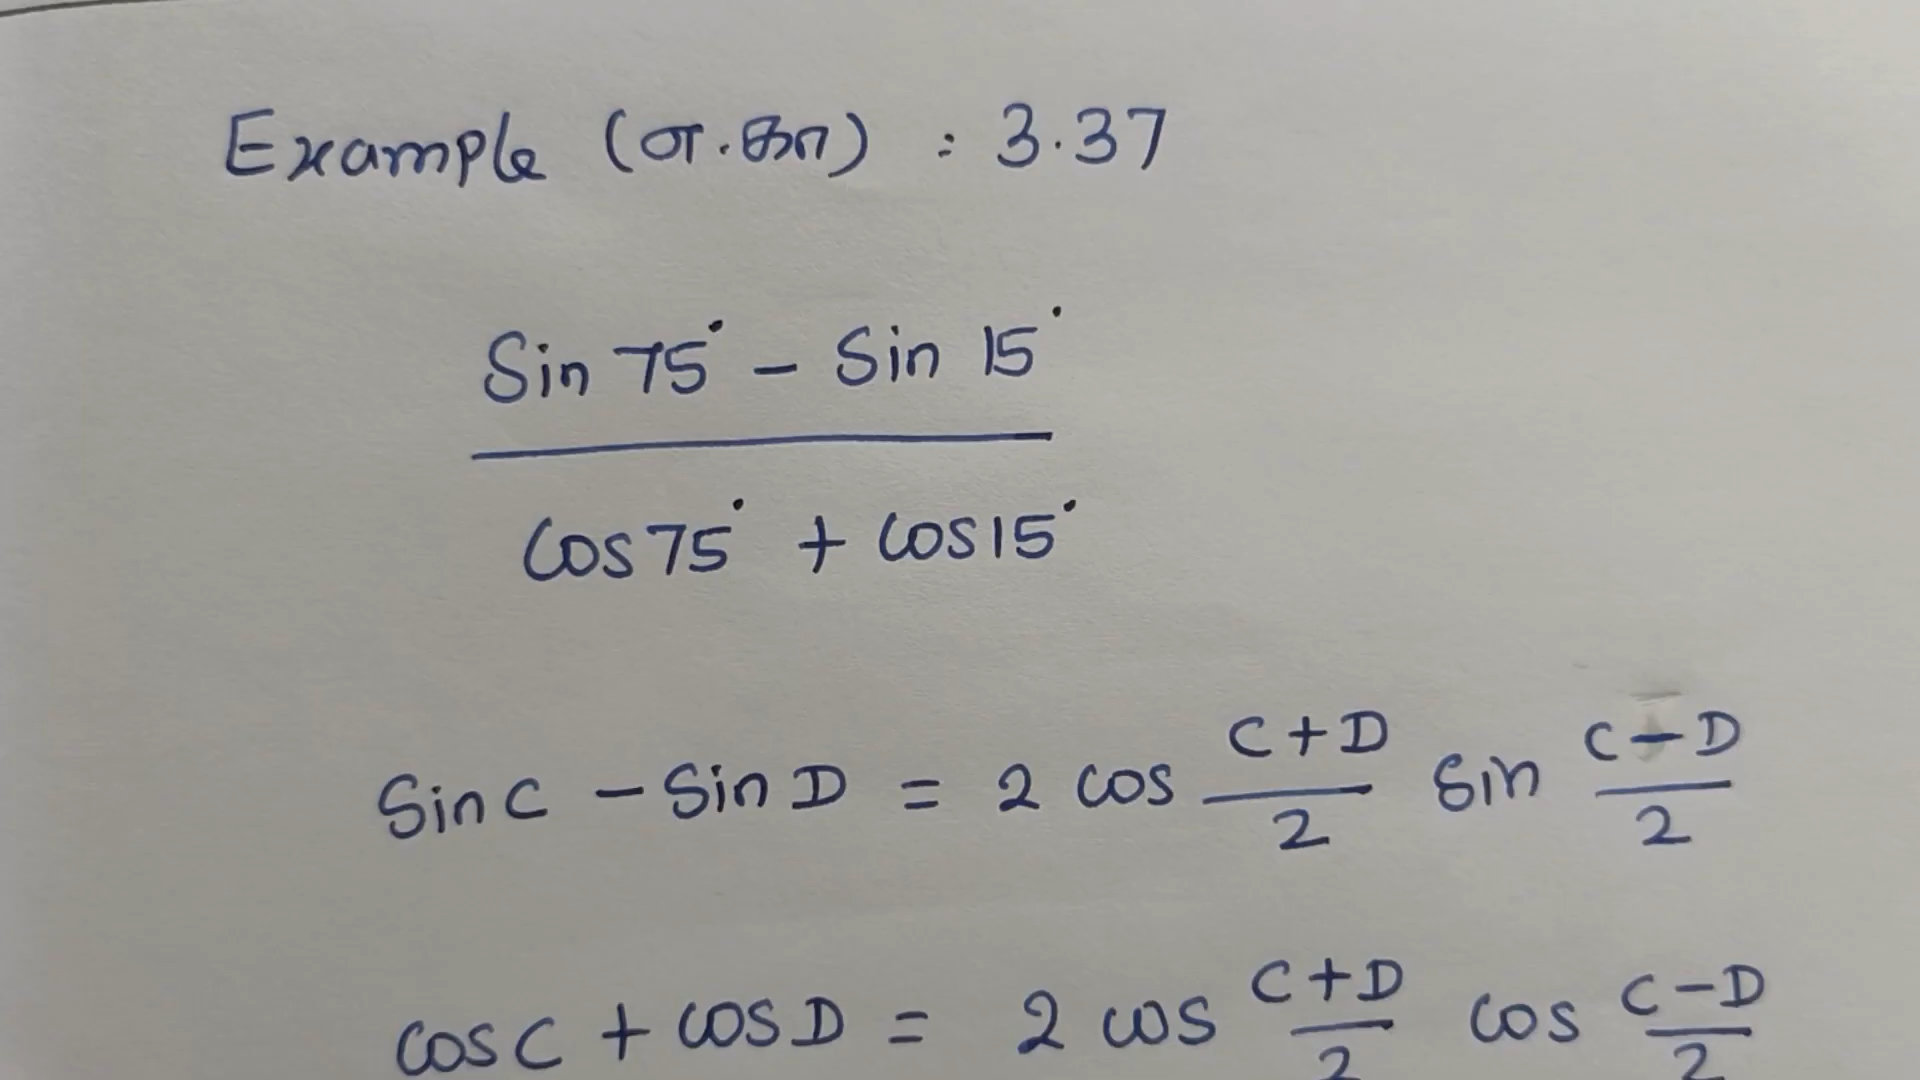 Example (எ.கா) : 3.37
Sin 75° - Sin 15°
cos 75° + cos 15°
Sin C - Sin D = 2 cos C+D/2 Sin C-D/2
cos C + cos D = 2 cos C+D/2 cos C-D/2